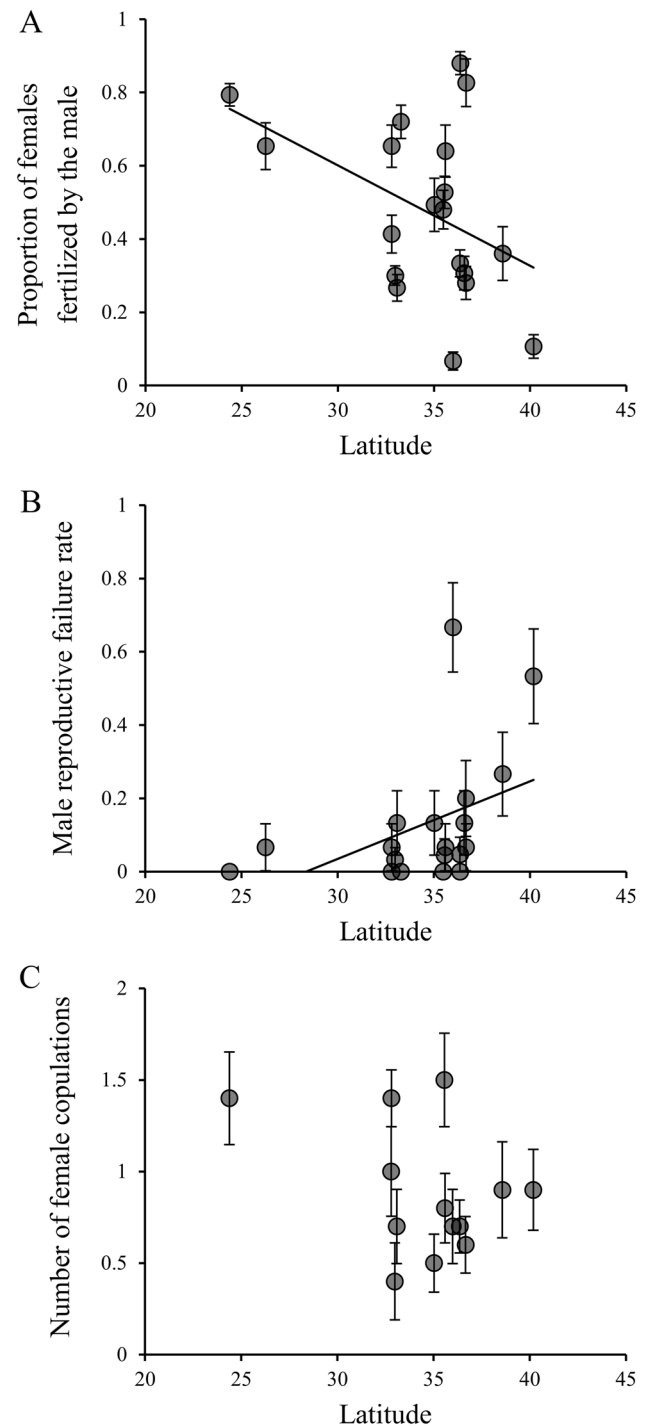 A
Proportion of females
fertilized by the male
1
0.8
0.6
0.4
0.2
0
20 25 30 35 40 45
Latitude
B
Male reproductive failure rate
1
0.8
0.6
0.4
0.2
0
20 25 30 35 40 45
Latitude
C
Number of female copulations
2
1.5
1
0.5
0
20 25 30 35 40 45
Latitude